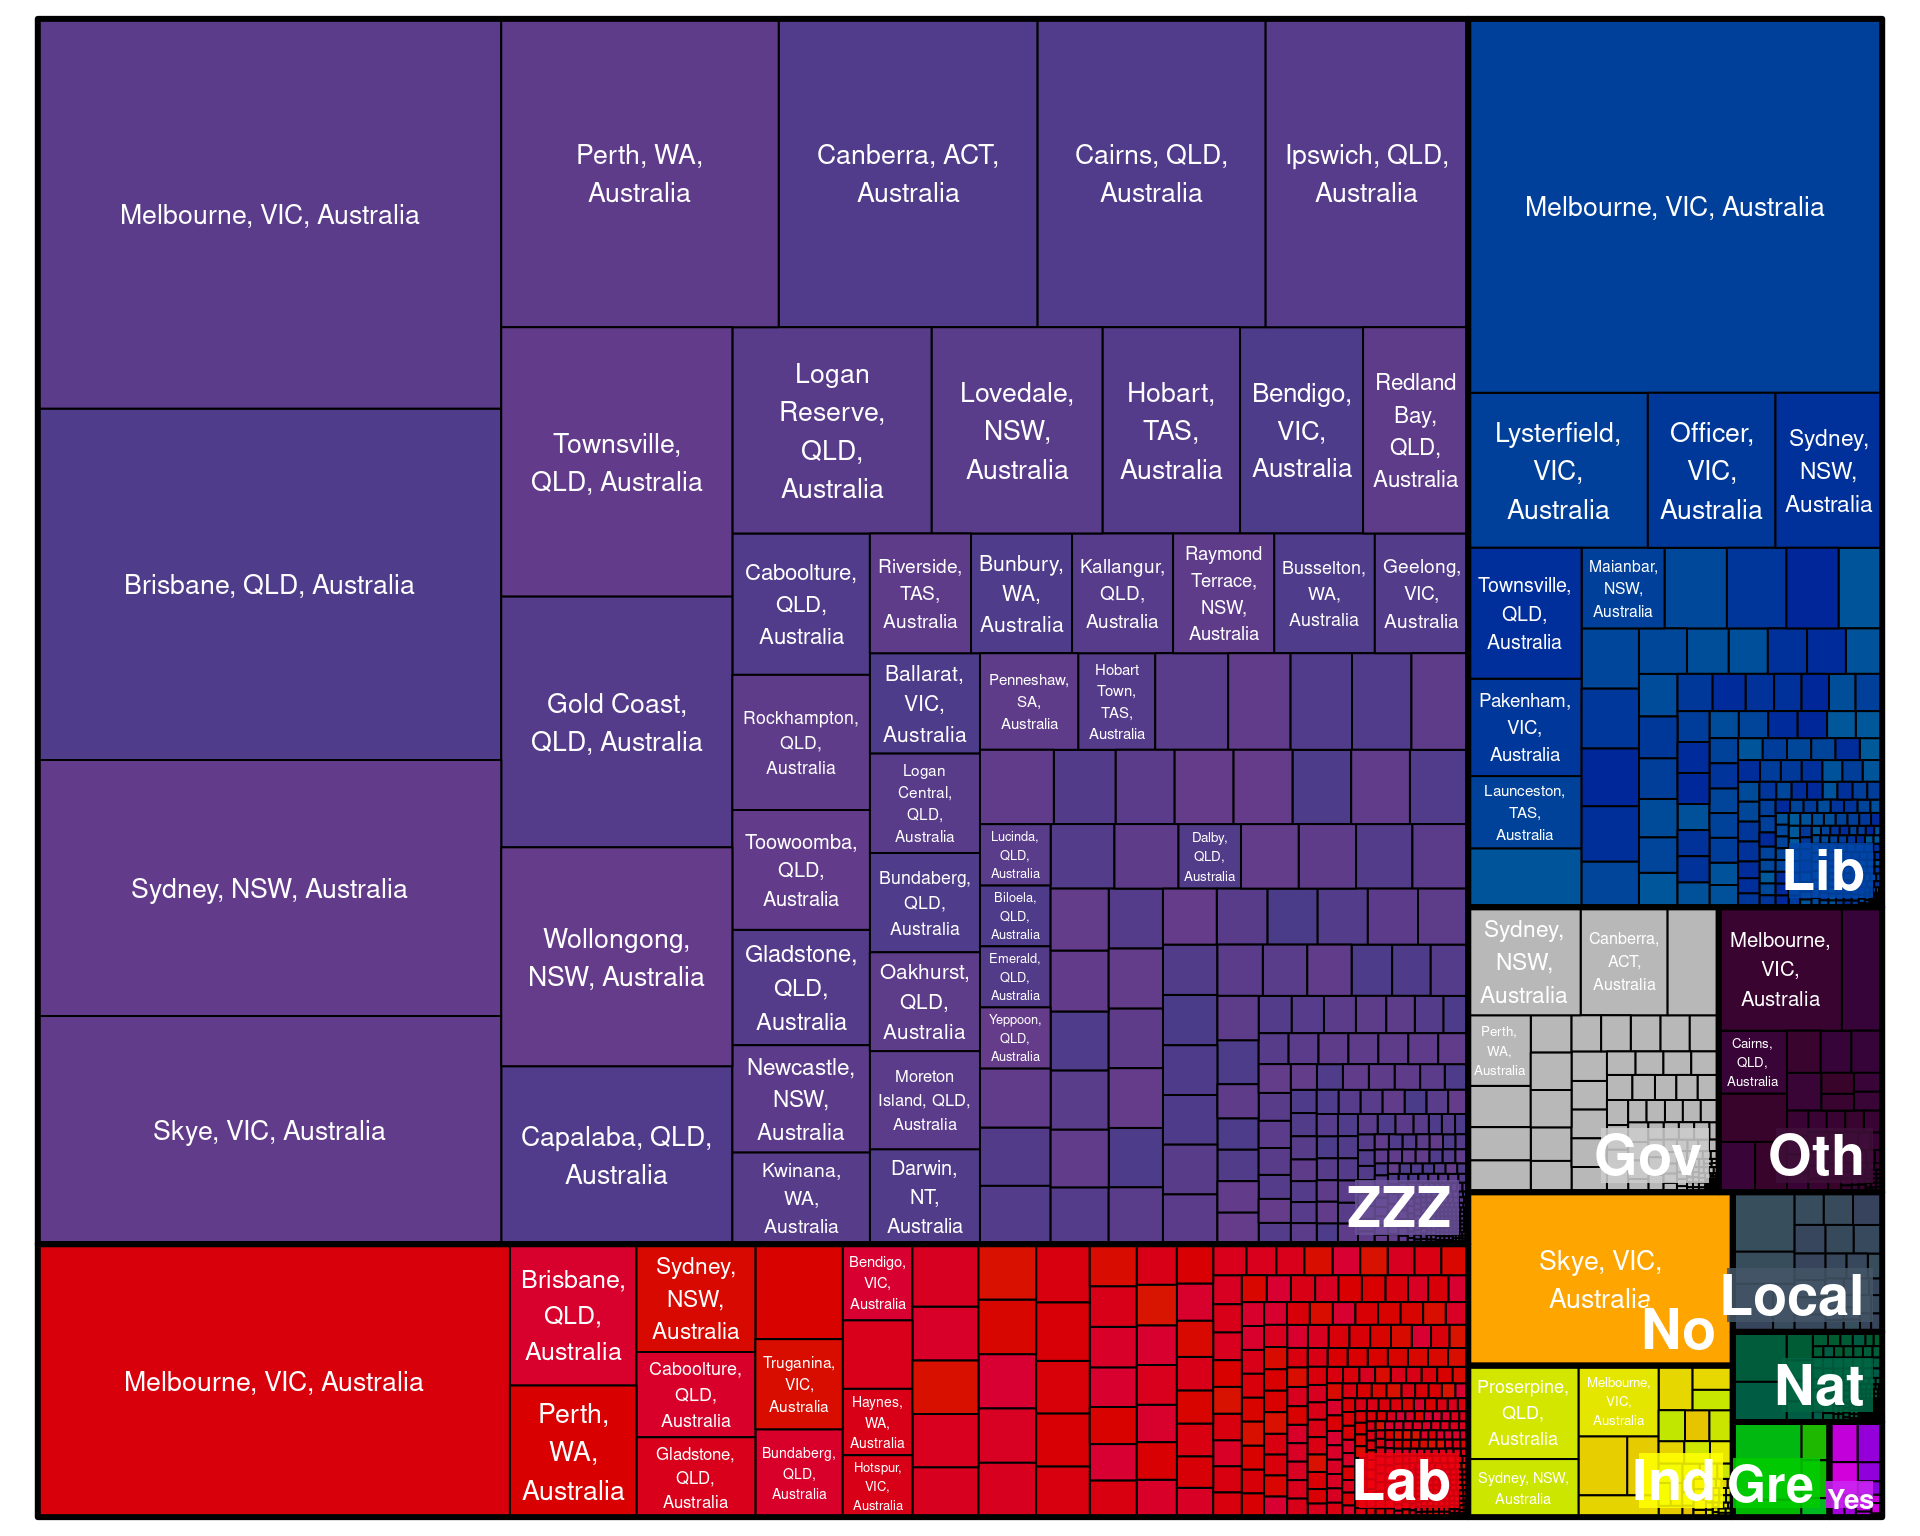 Melbourne, VIC, Australia
Brisbane, QLD, Australia
Sydney, NSW, Australia
Skye, VIC, Australia
Perth, WA,
Australia
Canberra, ACT,
Australia
Cairns, QLD,
Australia
Ipswich, QLD,
Australia
Townsville,
QLD, Australia
Gold Coast,
QLD, Australia
Wollongong,
NSW, Australia
Capalaba, QLD,
Australia
Logan
Reserve,
QLD,
Australia
Lovedale,
NSW,
Australia
Hobart,
TAS,
Australia
Bendigo,
VIC,
Australia
Redland
Bay,
QLD,
Australia
Caboolture,
QLD,
Australia
Rockhampton,
QLD,
Australia
Toowoomba,
QLD,
Australia
Gladstone,
QLD,
Australia
Newcastle,
NSW,
Australia
Kwinana,
WA,
Australia
Riverside,
TAS,
Australia
Bunbury,
WA,
Australia
Kallangur,
QLD,
Australia
Raymond
Terrace,
NSW,
Australia
Busselton,
WA,
Australia
Geelong,
VIC,
Australia
Ballarat,
VIC,
Australia
Logan
Central,
QLD,
Australia
Bundaberg,
QLD,
Australia
Oakhurst,
QLD,
Australia
Moreton
Island, QLD,
Australia
Darwin,
NT,
Australia
Penneshaw,
SA,
Australia
Hobart
Town,
TAS,
Australia
Lucinda,
QLD,
Australia
Dalby,
QLD,
Australia
Biloela,
QLD,
Australia
Emerald,
QLD,
Australia
Yeppoon,
QLD,
Australia
ZZZ
Melbourne, VIC, Australia
Brisbane,
QLD,
Australia
Perth,
WA,
Australia
Sydney,
NSW,
Australia
Caboolture,
QLD,
Australia
Gladstone,
QLD,
Australia
Truganina,
VIC,
Australia
Bundaberg,
QLD,
Australia
Bendigo,
VIC,
Australia
Haynes,
WA,
Australia
Hotspur,
VIC,
Australia
Lab
Melbourne, VIC, Australia
Lysterfield,
VIC,
Australia
Officer,
VIC,
Australia
Sydney,
NSW,
Australia
Townsville,
QLD,
Australia
Maianbar,
NSW,
Australia
Pakenham,
VIC,
Australia
Launceston,
TAS,
Australia
Lib
Sydney,
NSW,
Australia
Canberra,
ACT,
Australia
Perth,
WA,
Australia
Gov
Melbourne,
VIC,
Australia
Cairns,
QLD,
Australia
Oth
Skye, VIC,
Australia
No
Local
Nat
Proserpine,
QLD,
Australia
Melbourne,
VIC,
Australia
Sydney, NSW,
Australia
Ind
Gre
Yes